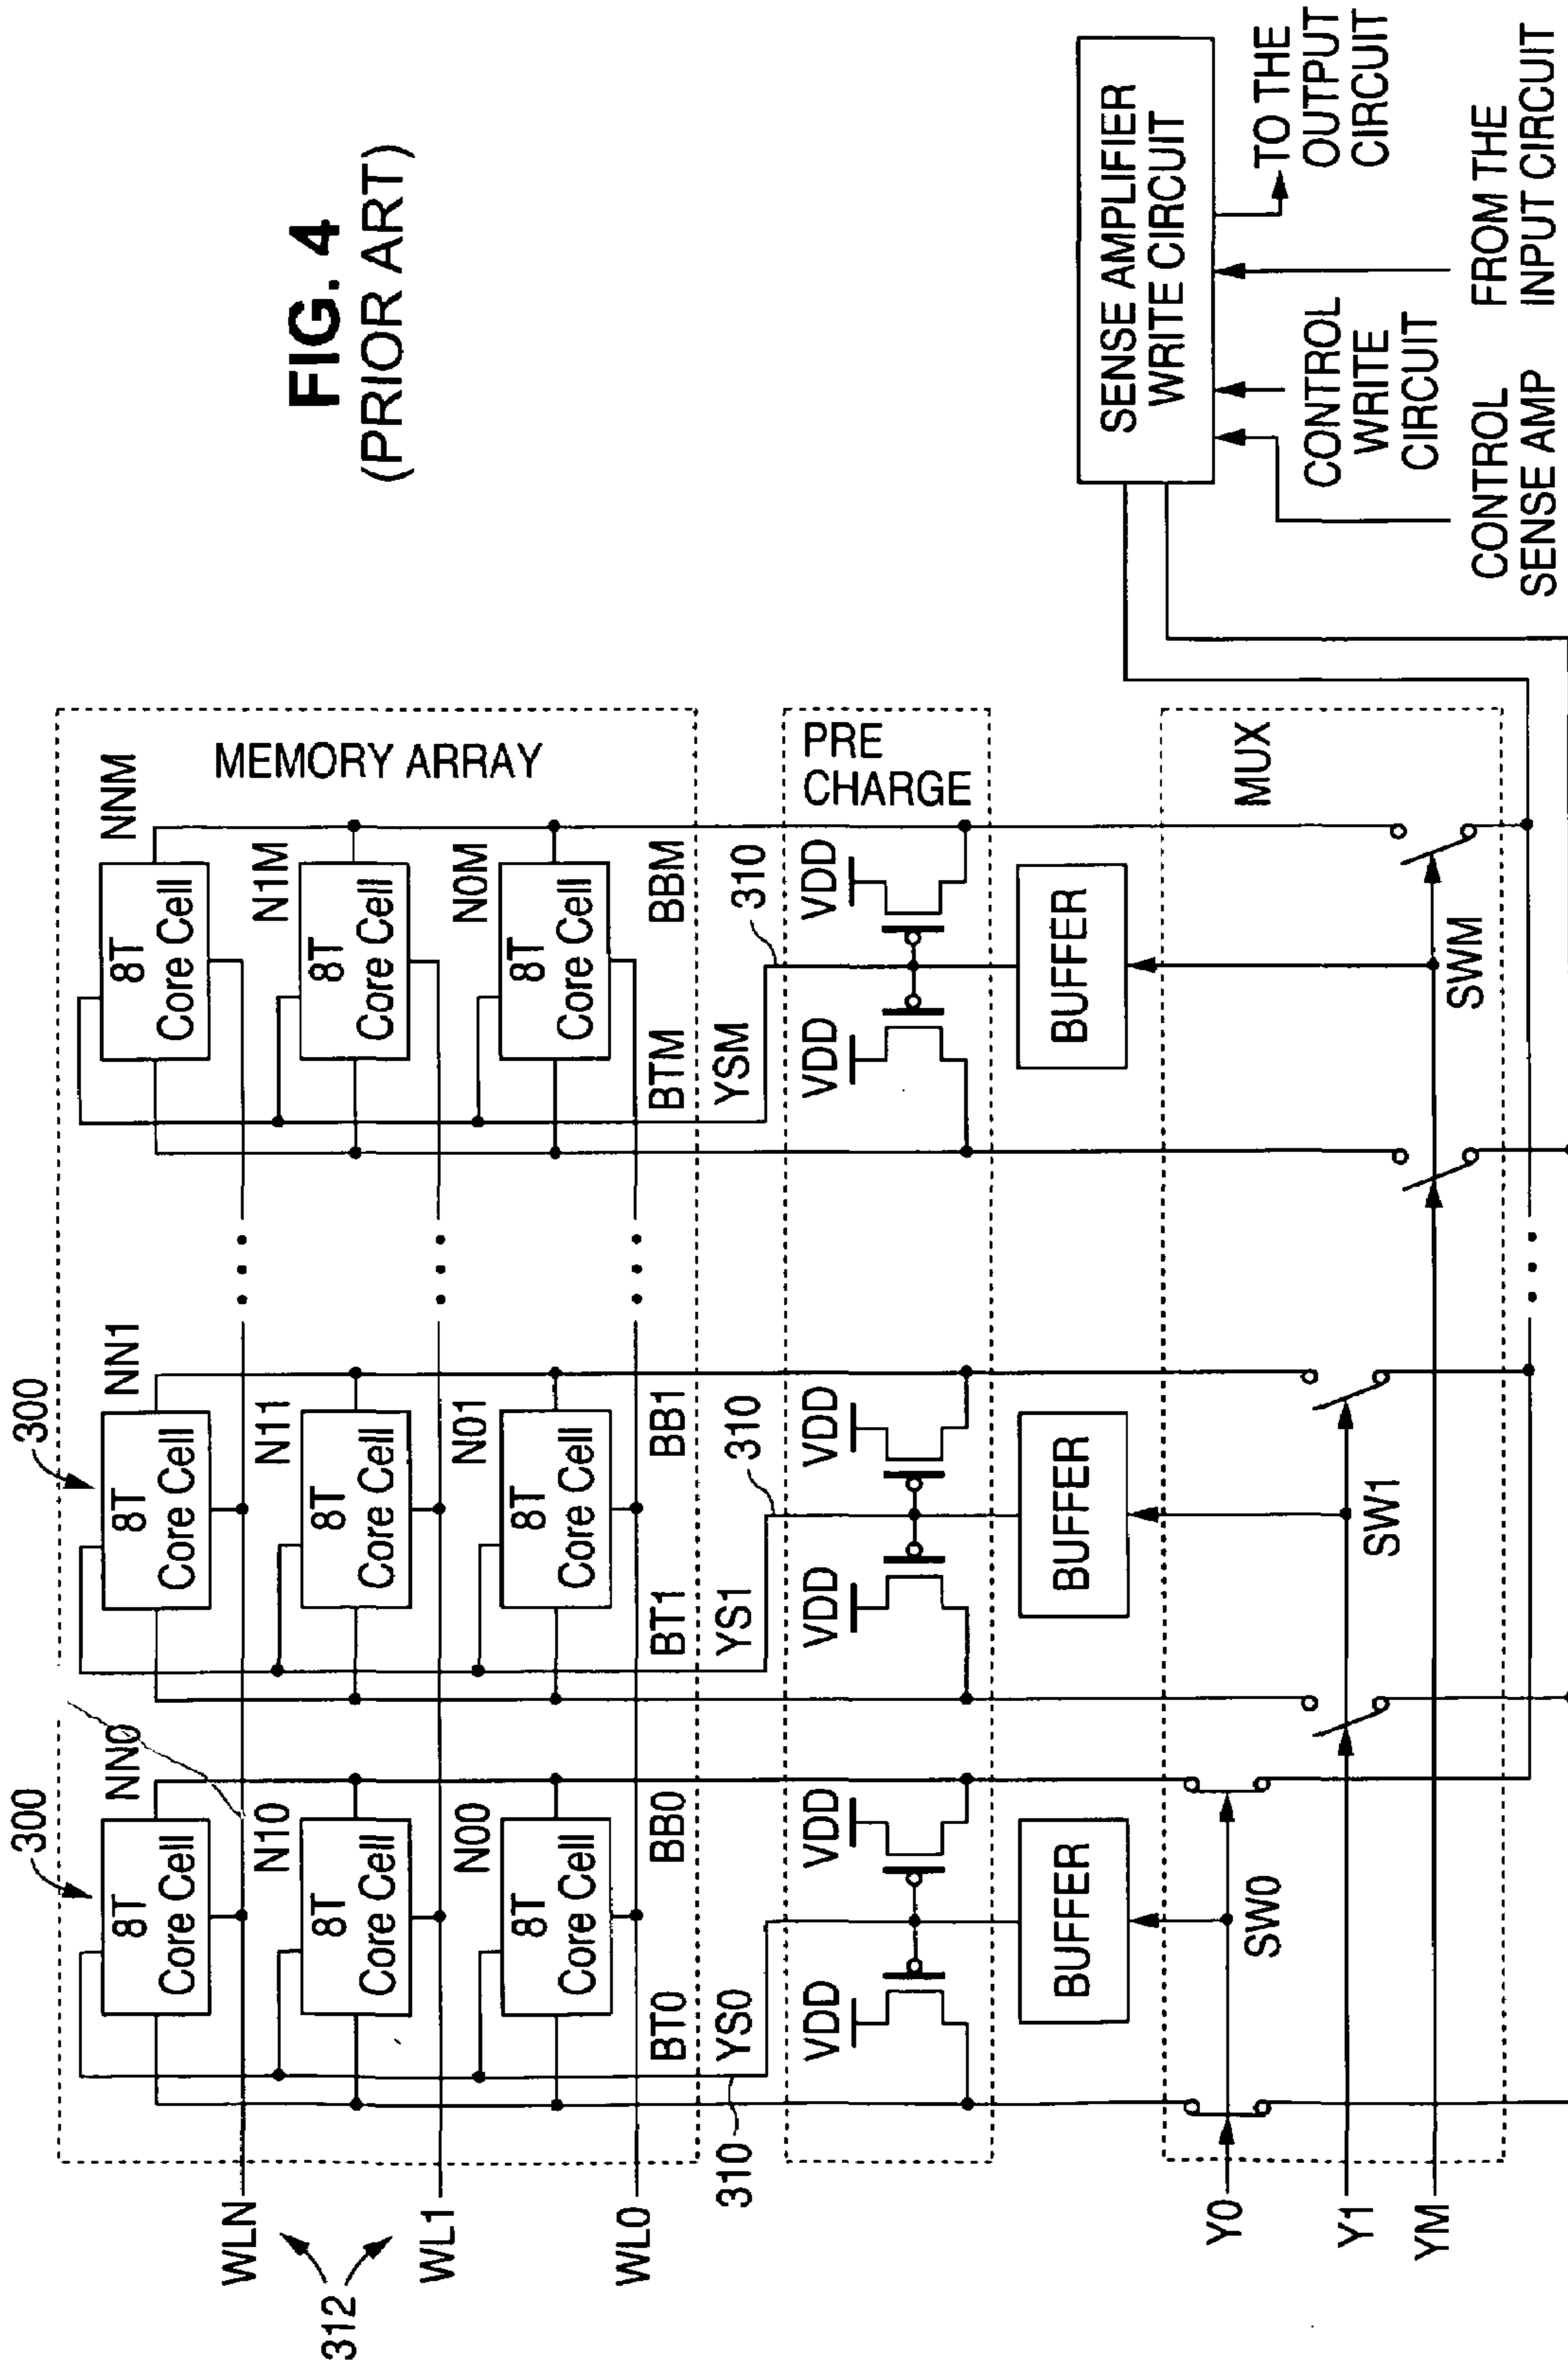 FIG. 4
(PRIOR ART)
MEMORY ARRAY
300
300
NN0
NN1
NNM
8T
Core Cell
8T
Core Cell
8T
Core Cell
WLN
312
N10
N11
N1M
8T
Core Cell
8T
Core Cell
8T
Core Cell
WL1
N00
N01
N0M
8T
Core Cell
8T
Core Cell
8T
Core Cell
WL0
BT0
BB0
BT1
BB1
BTM
BBM
310
YS0
YS1
310
YSM
310
PRE
CHARGE
VDD
VDD
VDD
VDD
VDD
VDD
BUFFER
BUFFER
BUFFER
MUX
Y0
SW0
Y1
SW1
YM
SWM
SENSE AMPLIFIER
WRITE CIRCUIT
TO THE
OUTPUT
CIRCUIT
CONTROL
WRITE
CIRCUIT
CONTROL
SENSE AMP
FROM THE
INPUT CIRCUIT